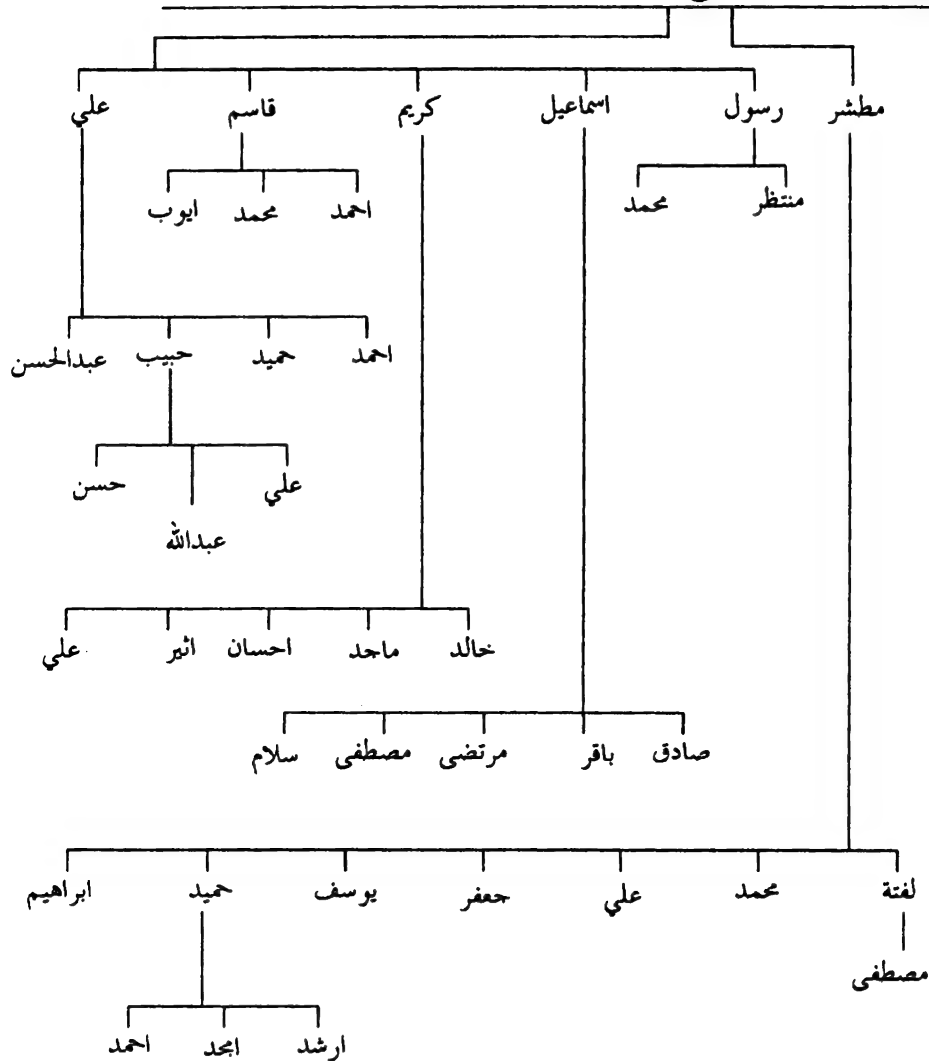 مطشر رسول اسماعيل كريم قاسم علي
منتظر محمد احمد محمد ايوب
احمد حميد حبيب عبدالحسن
علي حسن
عبدالله
خالد ماجد احسان اثير علي
صادق باقر مرتضى مصطفى سلام
لفتة محمد علي جعفر يوسف حميد ابراهيم
مصطفى
ارشد امجد احمد